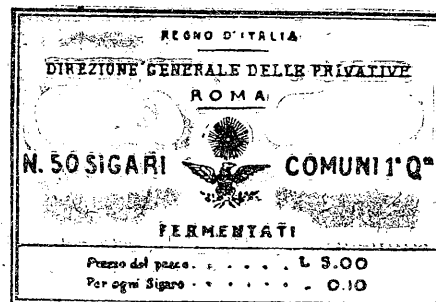 REGNO D'ITALIA
DIREZIONE GENERALE DELLE PRIVATIVE
ROMA
N. 50 SIGARI COMUNI 1ª Qtà
FERMENTATI
Prezzo del pacco. . . . . . L 5.00
Per ogni Sigaro . . . . . . 0.10